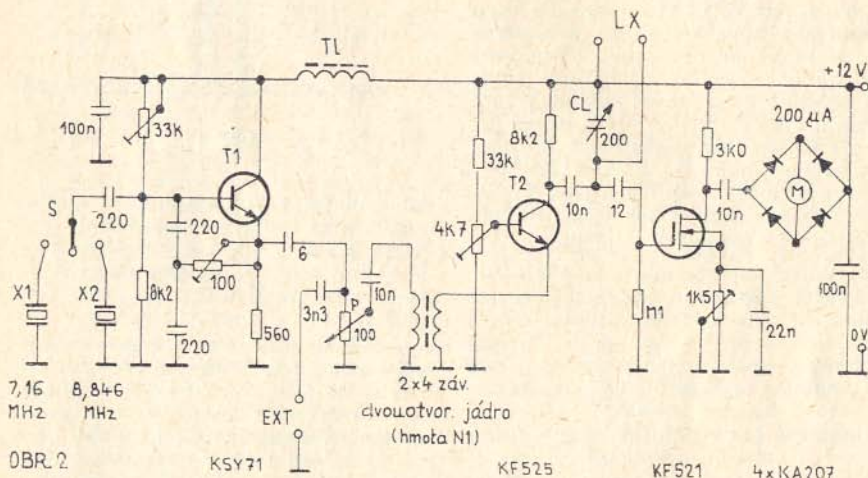 LX
Tl
+12V
200 µA
100n
33k
T1
8k2
CL
200
33k
T2
3k0
S
220
220
10n
12
10n
M
4k7
6
100
X1
X2
8k2
220
560
3n3
P
100
10n
M1
1k5
22n
100n
0V
7,16
MHz
8,846
MHz
EXT
2x4 záv.
dvouotvor. jádro
(hmota N1)
OBR. 2
KSY71
KF525
KF521
4x KA207